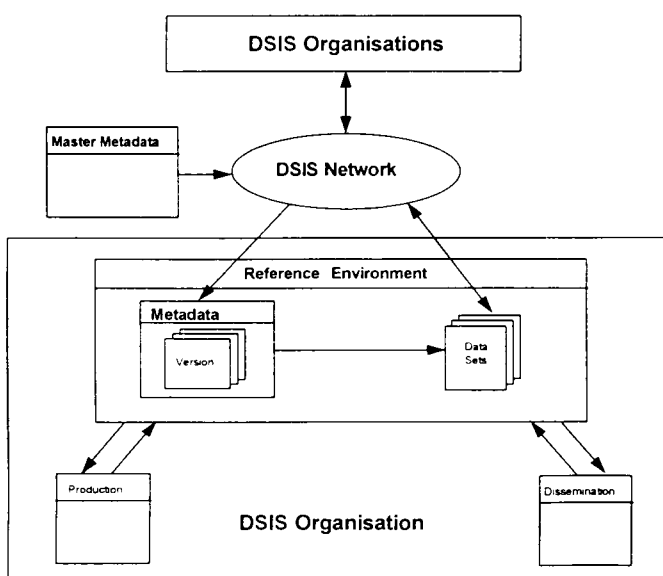 DSIS Organisations
Master Metadata
DSIS Network
Reference Environment
Metadata
Version
Data
Sets
Production
Dissemination
DSIS Organisation